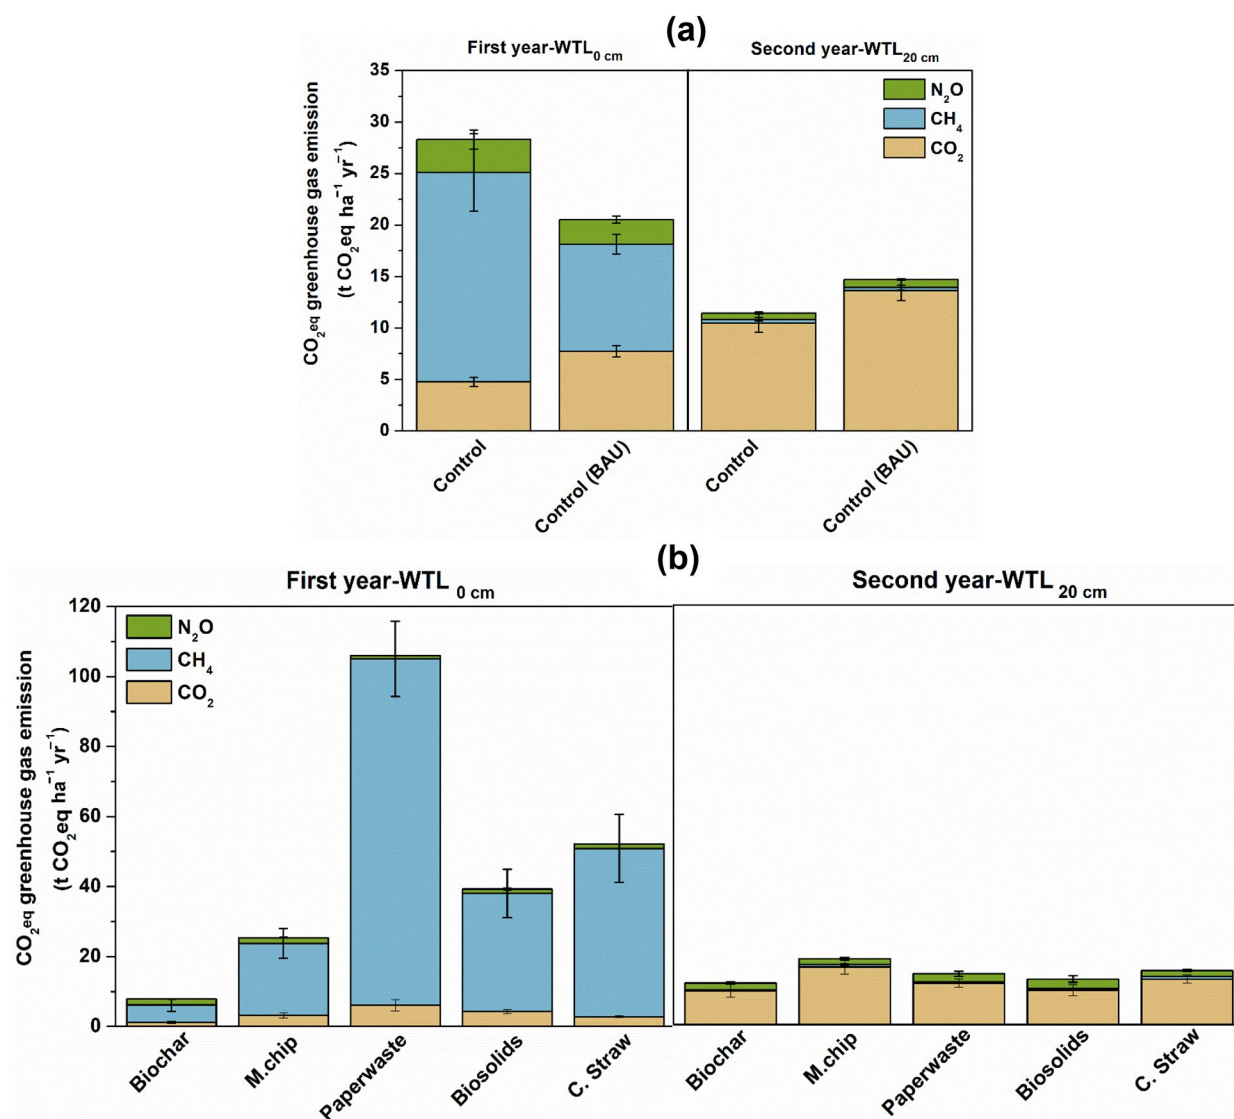 (a)
First year-WTL0 cm
Second year-WTL20 cm
CO2eq greenhouse gas emission
(t CO2eq ha−1 yr−1)
35
30
25
20
15
10
5
0
N2O
CH4
CO2
Control
Control (BAU)
Control
Control (BAU)
(b)
First year-WTL 0 cm
Second year-WTL 20 cm
CO2eq greenhouse gas emission
(t CO2eq ha−1 yr−1)
120
100
80
60
40
20
0
N2O
CH4
CO2
Biochar
M.chip
Paperwaste
Biosolids
C. Straw
Biochar
M.chip
Paperwaste
Biosolids
C. Straw